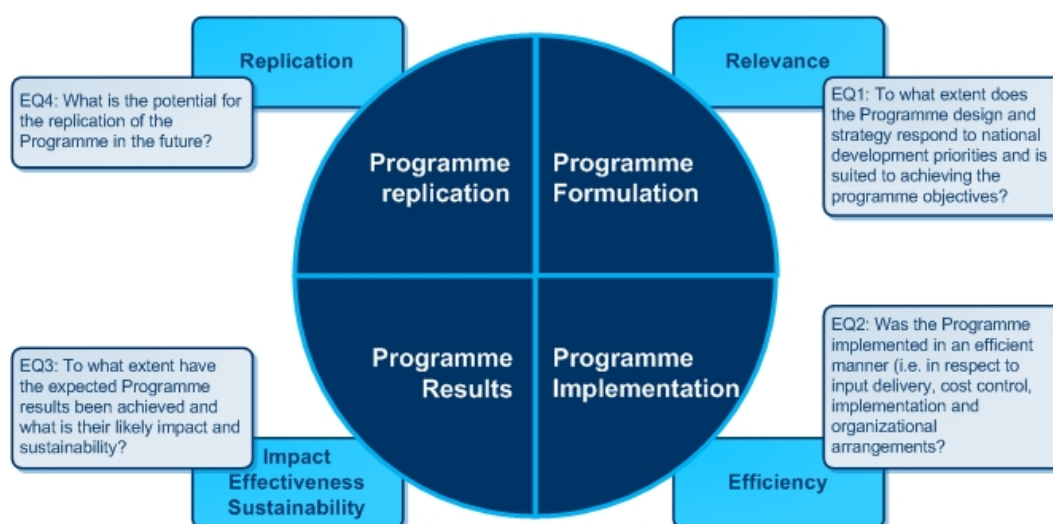 Replication
EQ4: What is the potential for
the replication of the
Programme in the future?
Relevance
EQ1: To what extent does
the Programme design and
strategy respond to national
development priorities and is
suited to achieving the
programme objectives?
Programme
replication
Programme
Formulation
Programme
Results
Programme
Implementation
EQ3: To what extent have
the expected Programme
results been achieved and
what is their likely impact and
sustainability?
Impact
Effectiveness
Sustainability
EQ2: Was the Programme
implemented in an efficient
manner (i.e. in respect to
input delivery, cost control,
implementation and
organizational
arrangements?
Efficiency